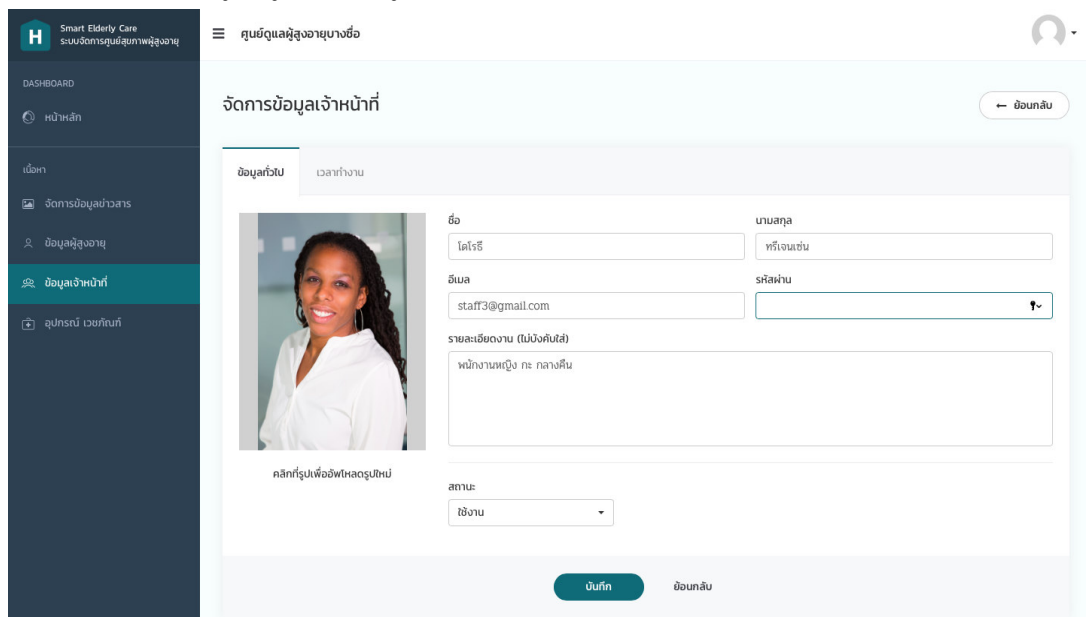 Smart Elderly Care
ระบบจัดการศูนย์สุขภาพผู้สูงอายุ
ศูนย์ดูแลผู้สูงอายุบางซื่อ
DASHBOARD
หน้าหลัก
เนื้อหา
จัดการข้อมูลข่าวสาร
ข้อมูลผู้สูงอายุ
ข้อมูลเจ้าหน้าที่
อุปกรณ์ เวชภัณฑ์
จัดการข้อมูลเจ้าหน้าที่
← ย้อนกลับ
ข้อมูลทั่วไป เวลาทำงาน
ชื่อ นามสกุล
โดโรธี ทรีเจนเซ่น
อีเมล รหัสผ่าน
staff3@gmail.com
รายละเอียดงาน (ไม่บังคับใส่)
พนักงานหญิง กะ กลางคืน
คลิกที่รูปเพื่ออัพโหลดรูปใหม่
สถานะ
ใช้งาน
บันทึก ย้อนกลับ